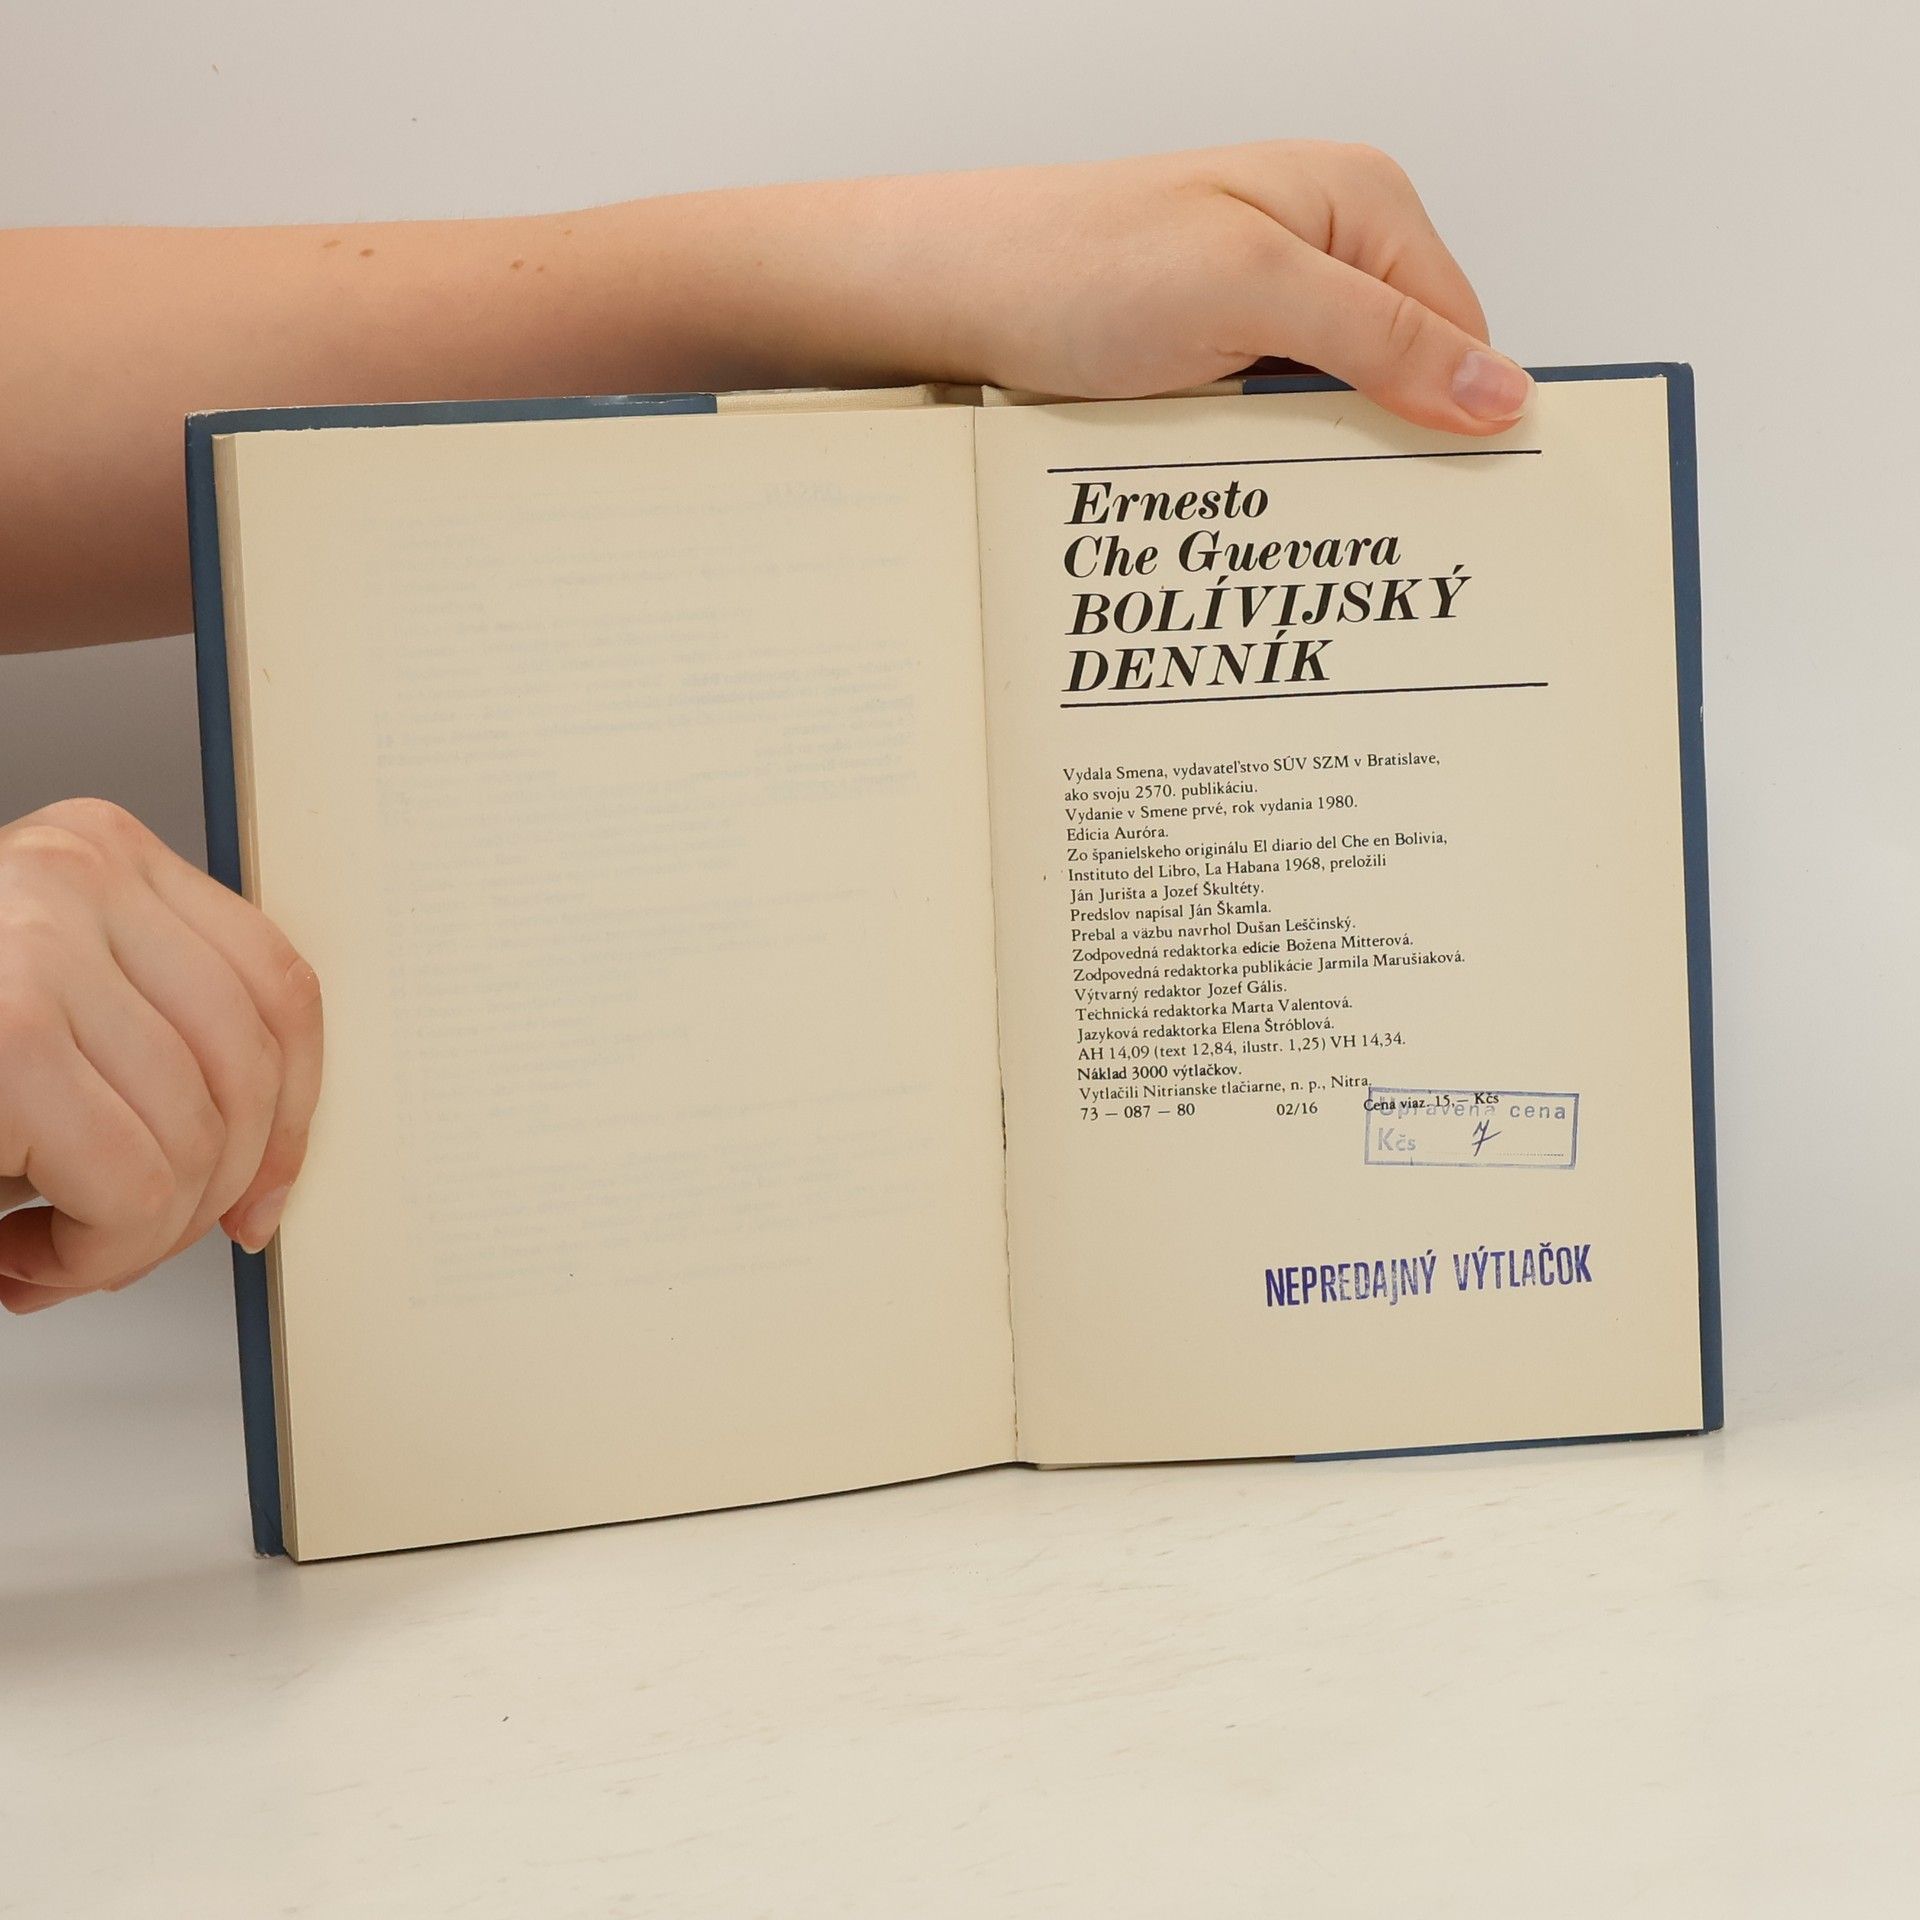 Ernesto
Che Guevara
BOLÍVIJSKÝ
DENNÍK
Vydala Smena, vydavateľstvo SÚV SZM v Bratislave,
ako svoju 2570. publikáciu.
Vydanie v Smene prvé, rok vydania 1980.
Edícia Auróra.
Zo španielskeho originálu El diario del Che en Bolivia,
Instituto del Libro, La Habana 1968, preložili
Ján Jurišta a Jozef Škultéty.
Predslov napísal Ján Škamla.
Prebal a väzbu navrhol Dušan Leščinský.
Zodpovedná redaktorka edície Božena Mitterová.
Zodpovedná redaktorka publikácie Jarmila Marušiaková.
Výtvarný redaktor Jozef Gális.
Technická redaktorka Marta Valentová.
Jazyková redaktorka Elena Štróblová.
AH 14,09 (text 12,84, ilustr. 1,25) VH 14,34.
Náklad 3000 výtlačkov.
Vytlačili Nitrianske tlačiarne, n. p., Nitra.
73 — 087 — 80 02/16 Cena viaz. 15,— Kčs
Upravená cena
Kčs 7
NEPREDAJNÝ VÝTLAČOK